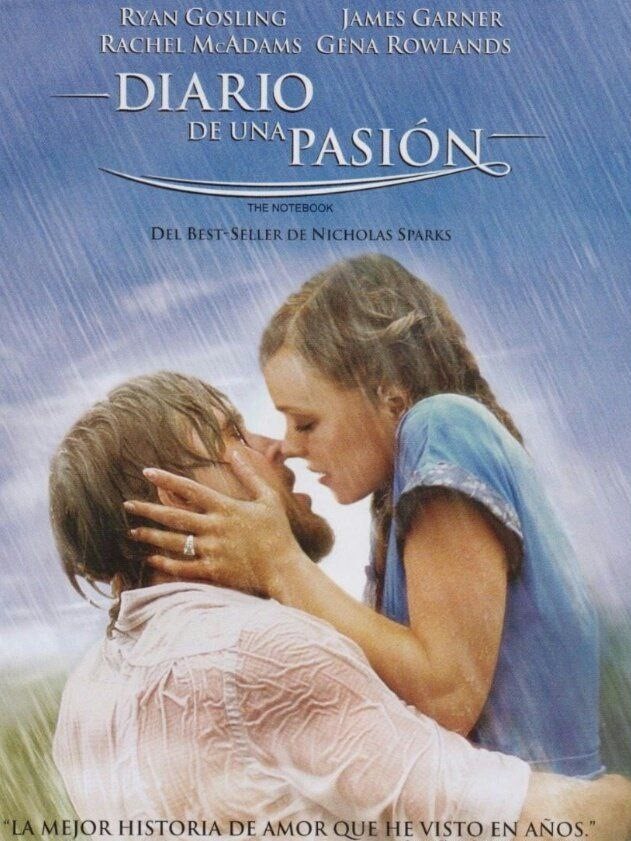 RYAN GOSLING JAMES GARNER
RACHEL MCADAMS GENA ROWLANDS
DIARIO
DE UNA PASIÓN
THE NOTEBOOK
DEL BEST-SELLER DE NICHOLAS SPARKS
"LA MEJOR HISTORIA DE AMOR QUE HE VISTO EN AÑOS."